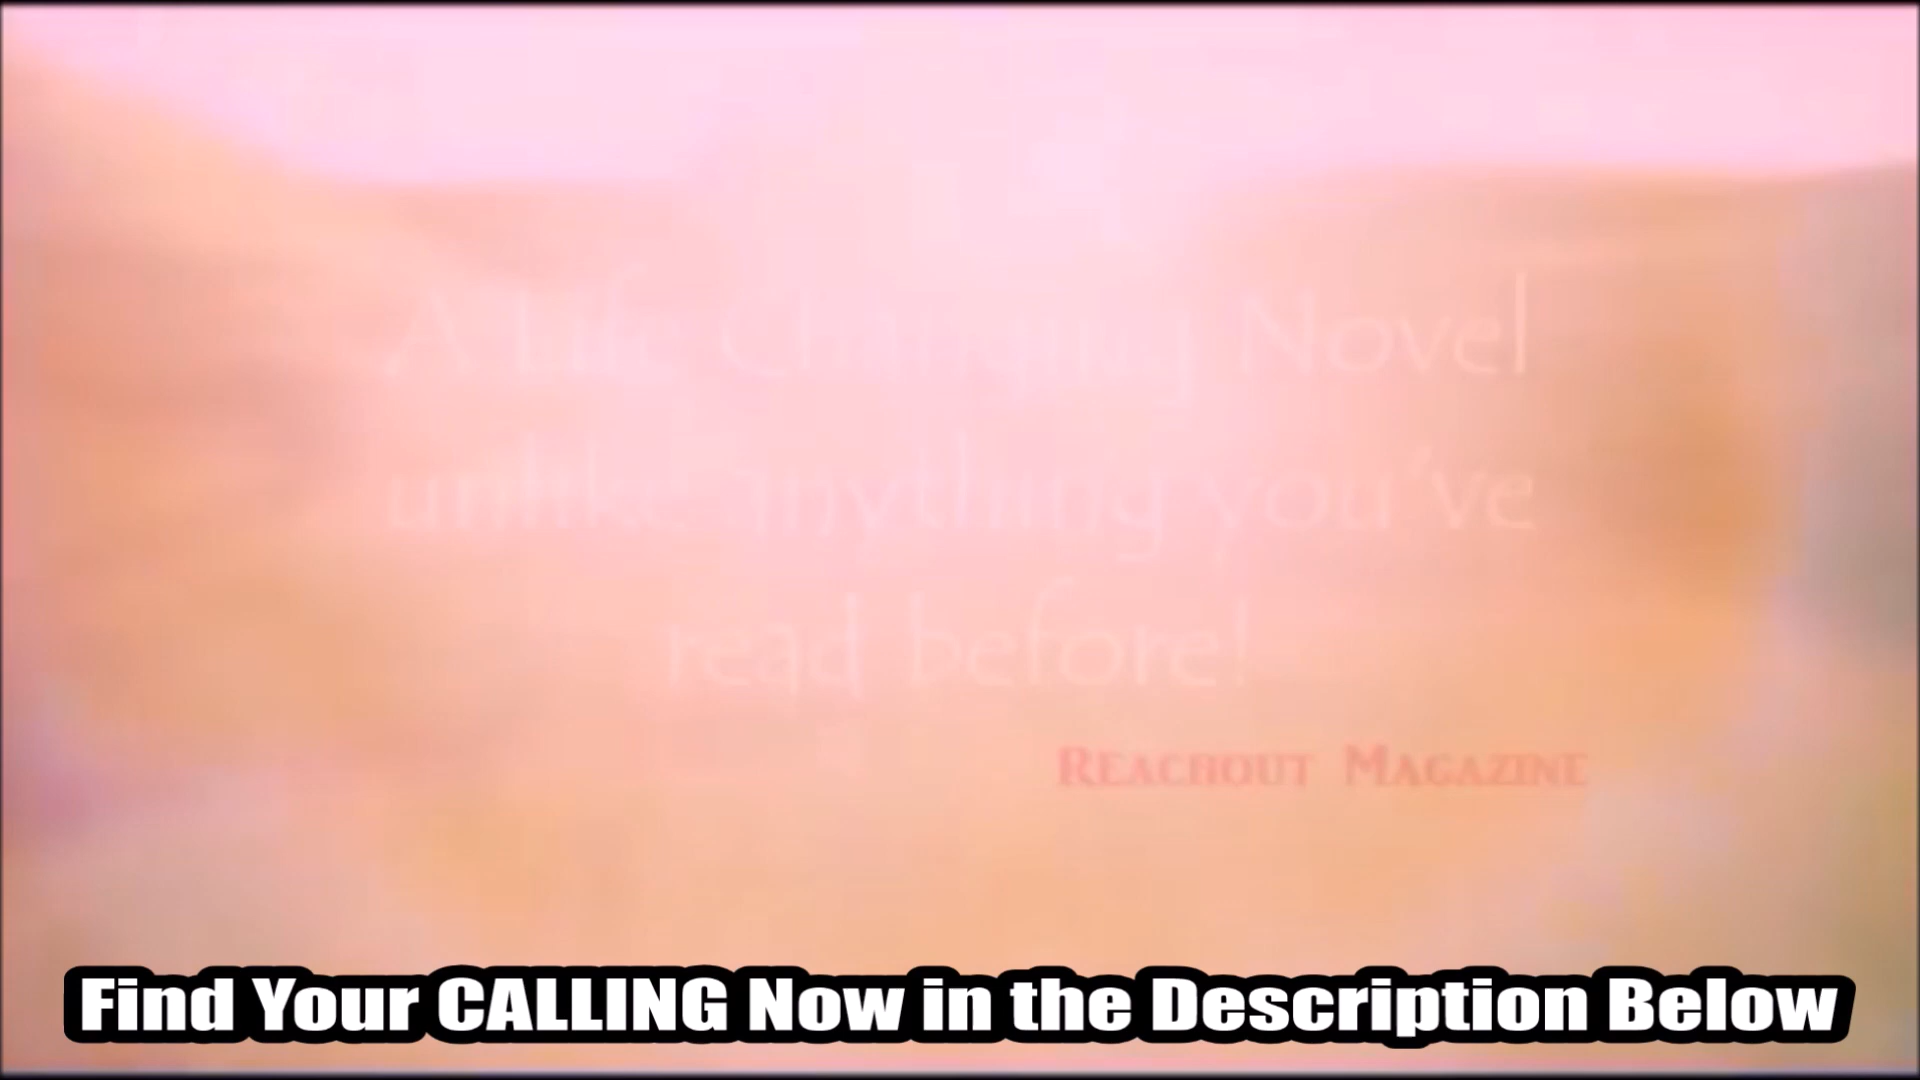 A Life Changing Novel
unlike anything you've
read before!
Reachout Magazine
Find Your CALLING Now in the Description Below